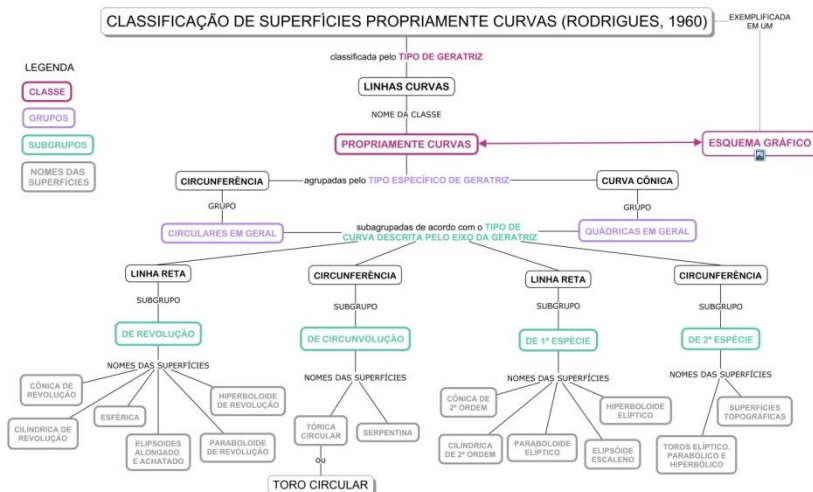 CLASSIFICAÇÃO DE SUPERFÍCIES PROPRIAMENTE CURVAS (RODRIGUES, 1960)
EXEMPLIFICADA
EM UM
classificada pelo TIPO DE GERATRIZ
LEGENDA
CLASSE
GRUPOS
SUBGRUPOS
NOMES DAS
SUPERFÍCIES
LINHAS CURVAS
NOME DA CLASSE
PROPRIAMENTE CURVAS
ESQUEMA GRÁFICO
CIRCUNFERÊNCIA
agrupadas pelo TIPO ESPECÍFICO DE GERATRIZ
CURVA CÔNICA
GRUPO
GRUPO
CIRCULARES EM GERAL
subagrupadas de acordo com o TIPO DE
CURVA DESCRITA PELO EIXO DA GERATRIZ
QUÁDRICAS EM GERAL
LINHA RETA
CIRCUNFERÊNCIA
LINHA RETA
CIRCUNFERÊNCIA
SUBGRUPO
SUBGRUPO
SUBGRUPO
SUBGRUPO
DE REVOLUÇÃO
DE CIRCUNVOLUÇÃO
DE 1ª ESPÉCIE
DE 2ª ESPÉCIE
NOMES DAS SUPERFÍCIES
NOMES DAS SUPERFÍCIES
NOMES DAS SUPERFÍCIES
NOMES DAS SUPERFÍCIES
CÔNICA DE
REVOLUÇÃO
CILÍNDRICA DE
REVOLUÇÃO
ESFÉRICA
ELIPSOIDES
ALONGADO
E ACHATADO
HIPERBOLOIDE
DE REVOLUÇÃO
PARABOLOIDE
DE REVOLUÇÃO
TÓRICA
CIRCULAR
SERPENTINA
ou
TORO CIRCULAR
CÔNICA DE
2ª ORDEM
CILÍNDRICA
DE 2ª ORDEM
PARABOLOIDE
ELÍPTICO
HIPERBOLOIDE
ELÍPTICO
ELIPSÓIDE
ESCALENO
SUPERFÍCIES
TOPOGRÁFICAS
TOROS ELÍPTICO,
PARABÓLICO E
HIPERBÓLICO